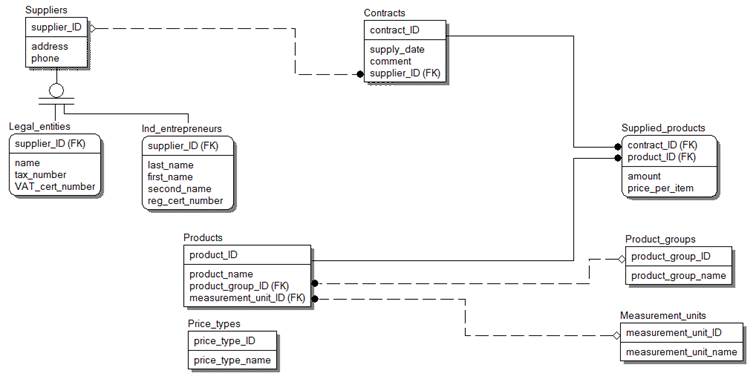 Suppliers
supplier_ID
address
phone
Contracts
contract_ID
supply_date
comment
supplier_ID (FK)
Legal_entities
supplier_ID (FK)
name
tax_number
VAT_cert_number
Ind_entrepreneurs
supplier_ID (FK)
last_name
first_name
second_name
reg_cert_number
Supplied_products
contract_ID (FK)
product_ID (FK)
amount
price_per_item
Products
product_ID
product_name
product_group_ID (FK)
measurement_unit_ID (FK)
Product_groups
product_group_ID
product_group_name
Price_types
price_type_ID
price_type_name
Measurement_units
measurement_unit_ID
measurement_unit_name